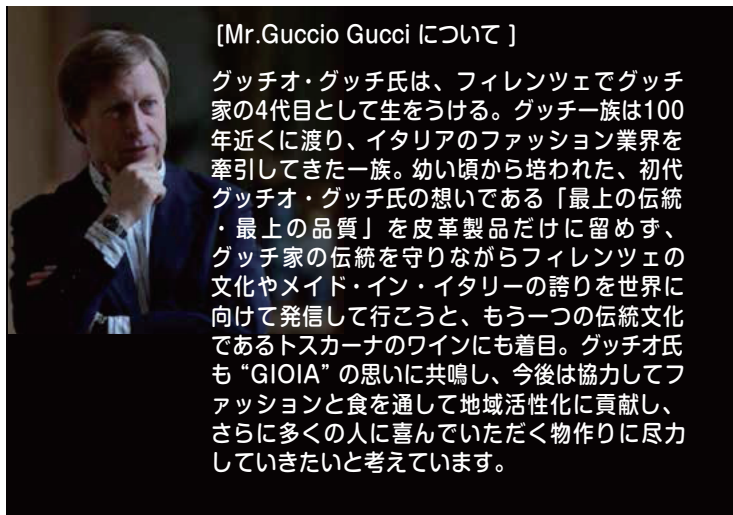 [Mr.Guccio Gucci について ]
グッチオ・グッチ氏は、フィレンツェでグッチ
家の4代目として生をうける。グッチ一族は100
年近くに渡り、イタリアのファッション業界を
牽引してきた一族。幼い頃から培われた、初代
グッチオ・グッチ氏の想いである「最上の伝統
・最上の品質」を皮革製品だけに留めず、
グッチ家の伝統を守りながらフィレンツェの
文化やメイド・イン・イタリーの誇りを世界に
向けて発信して行こうと、もう一つの伝統文化
であるトスカーナのワインにも着目。グッチオ氏
も“GIOIA”の思いに共鳴し、今後は協力してフ
ァッションと食を通して地域活性化に貢献し、
さらに多くの人に喜んでいただく物作りに尽力
していきたいと考えています。